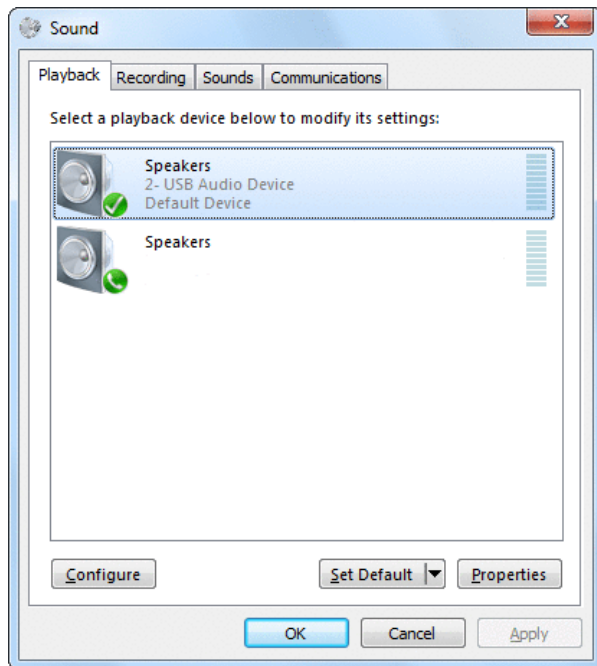 Sound
Playback Recording Sounds Communications
Select a playback device below to modify its settings:
Speakers
2- USB Audio Device
Default Device
Speakers
Configure Set Default Properties
OK Cancel Apply